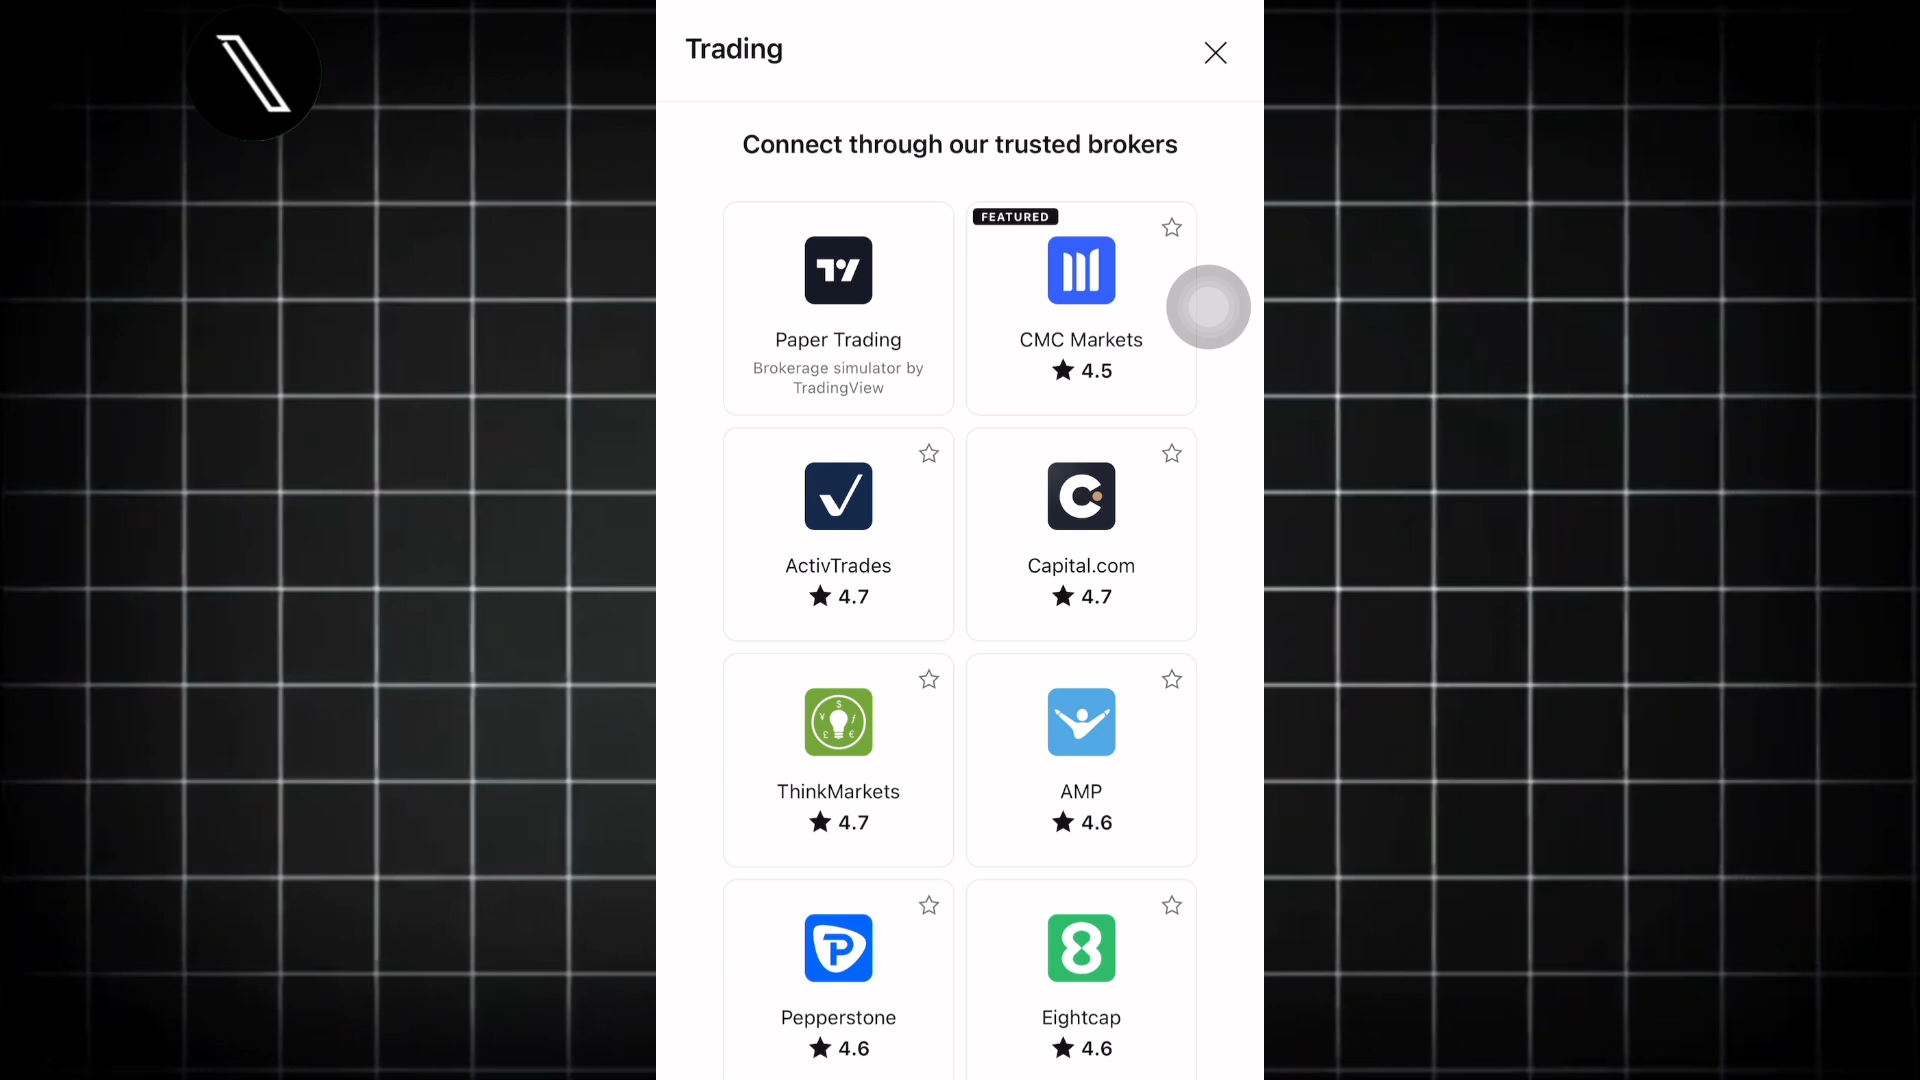 Trading
Connect through our trusted brokers
Paper Trading
Brokerage simulator by
TradingView
FEATURED
CMC Markets
4.5
ActivTrades
4.7
Capital.com
4.7
ThinkMarkets
4.7
AMP
4.6
Pepperstone
4.6
Eightcap
4.6